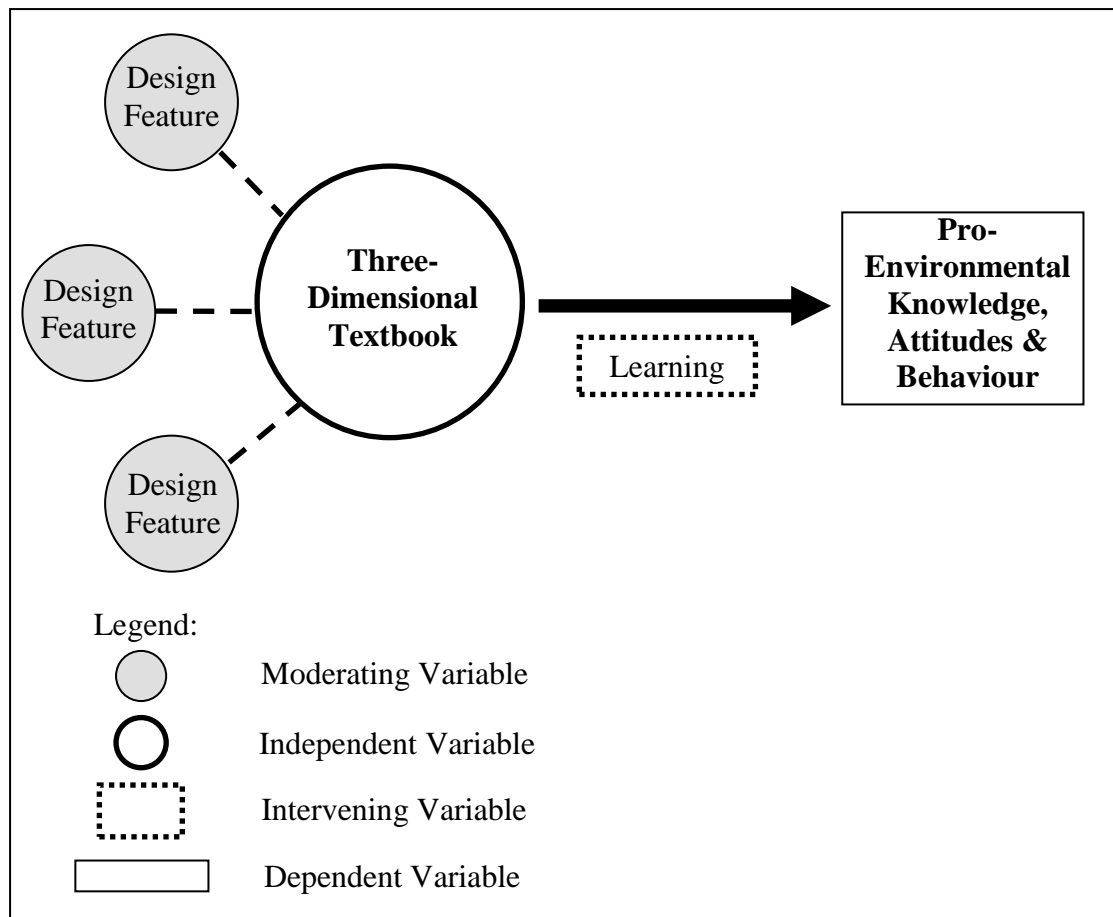 Design
Feature
Design
Feature
Design
Feature
Three-
Dimensional
Textbook
Learning
Pro-
Environmental
Knowledge,
Attitudes &
Behaviour
Legend:
Moderating Variable
Independent Variable
Intervening Variable
Dependent Variable